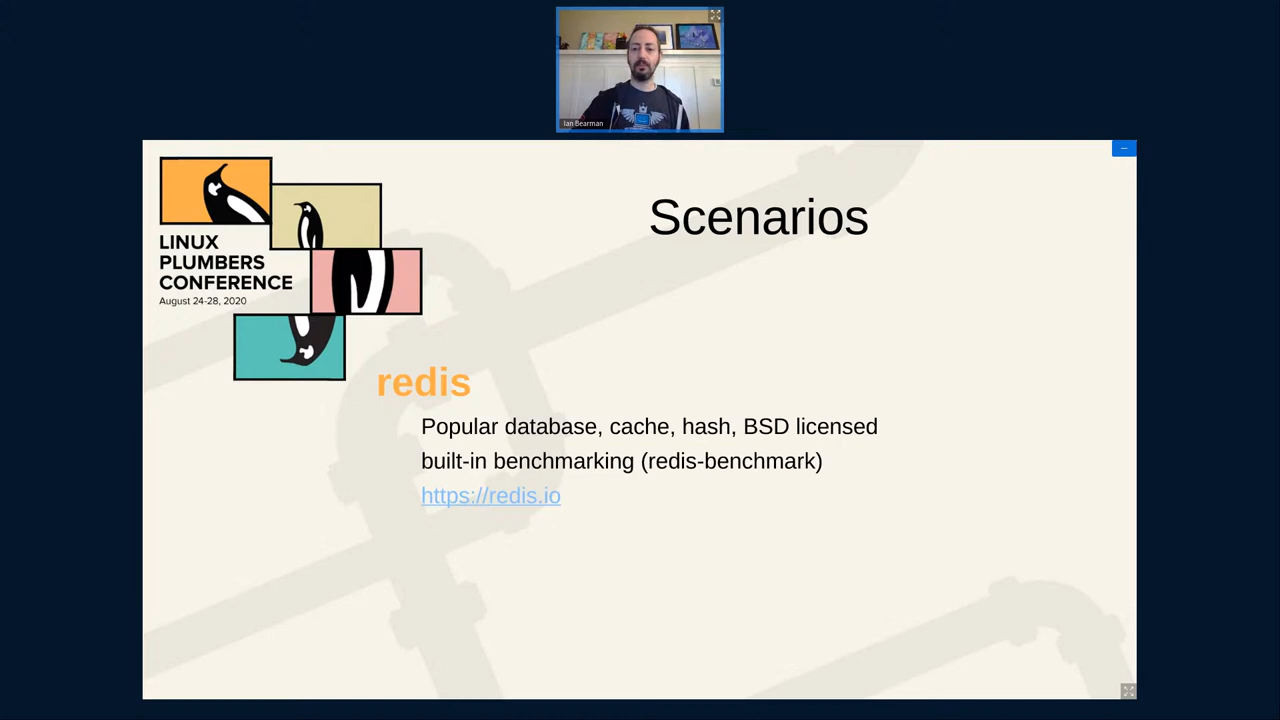 Ian Bearman
LINUX
PLUMBERS
CONFERENCE
August 24-28, 2020
Scenarios
redis
Popular database, cache, hash, BSD licensed
built-in benchmarking (redis-benchmark)
https://redis.io